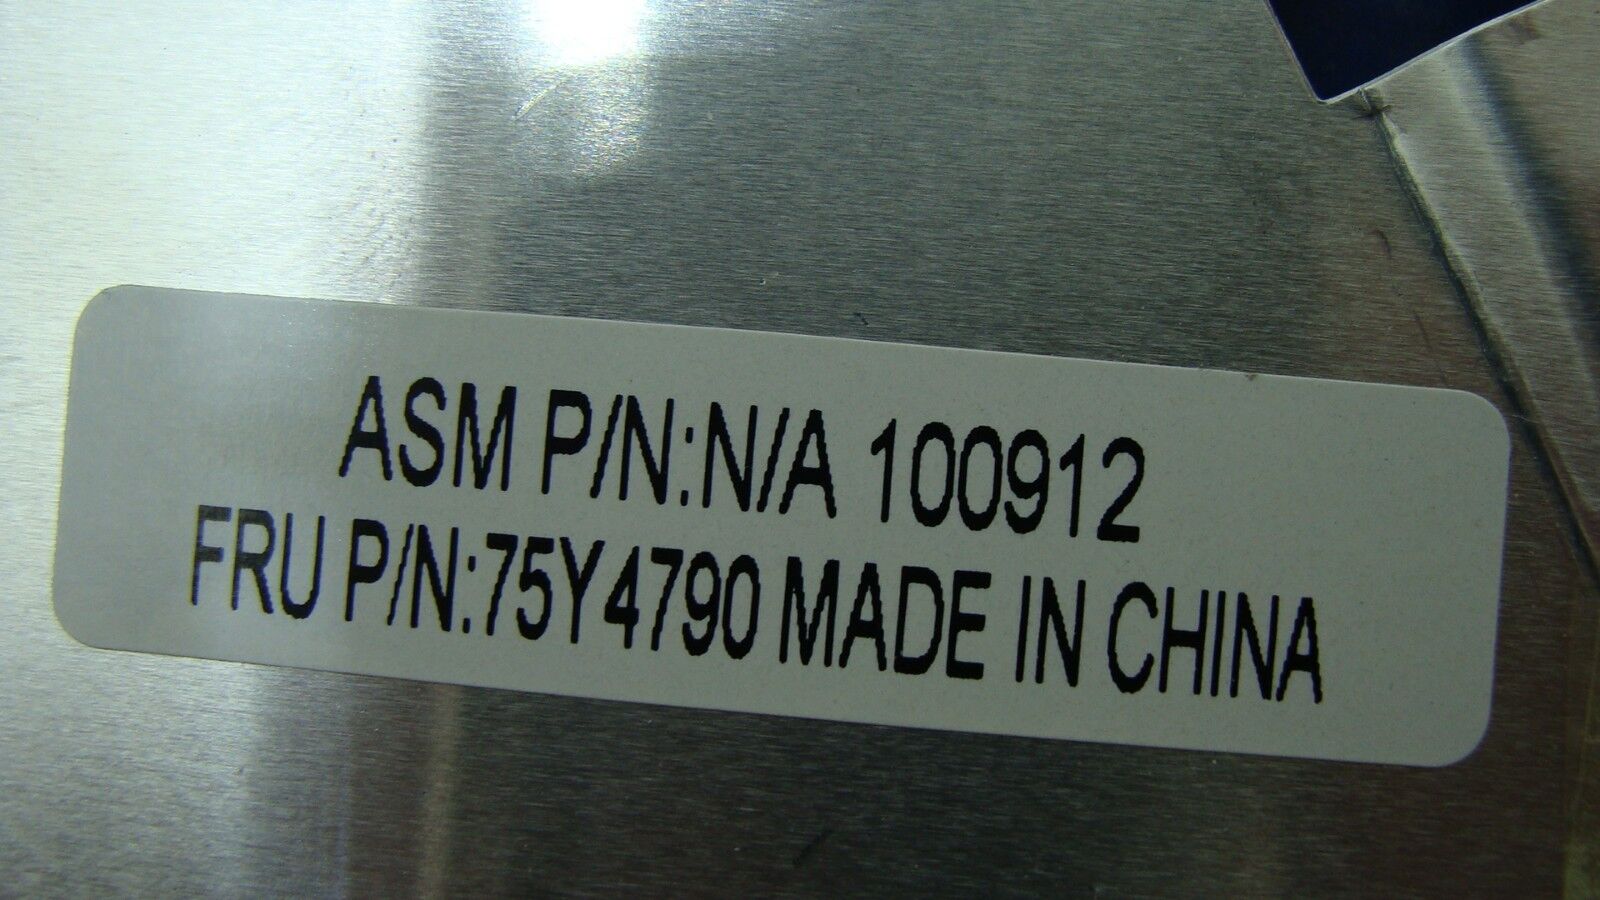 ASM P/N:N/A 100912
FRU P/N:75Y4790 MADE IN CHINA